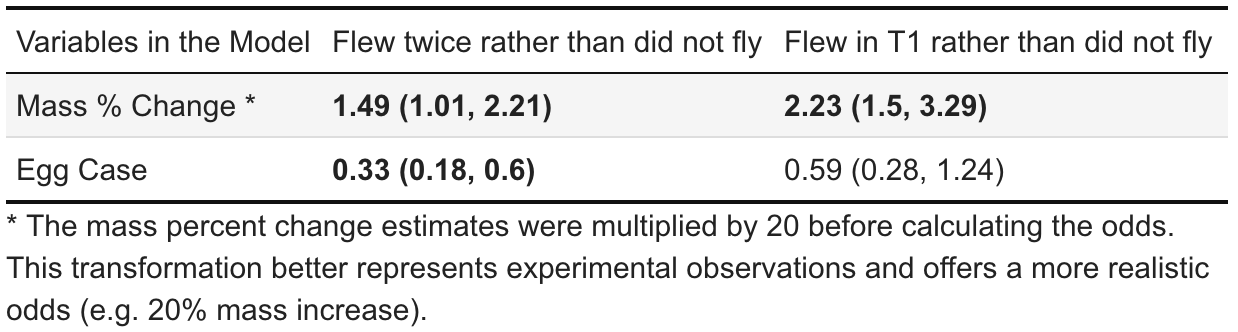 Variables in the Model Flew twice rather than did not fly Flew in T1 rather than did not fly
Mass % Change * 1.49 (1.01, 2.21) 2.23 (1.5, 3.29)
Egg Case 0.33 (0.18, 0.6) 0.59 (0.28, 1.24)
* The mass percent change estimates were multiplied by 20 before calculating the odds.
This transformation better represents experimental observations and offers a more realistic
odds (e.g. 20% mass increase).